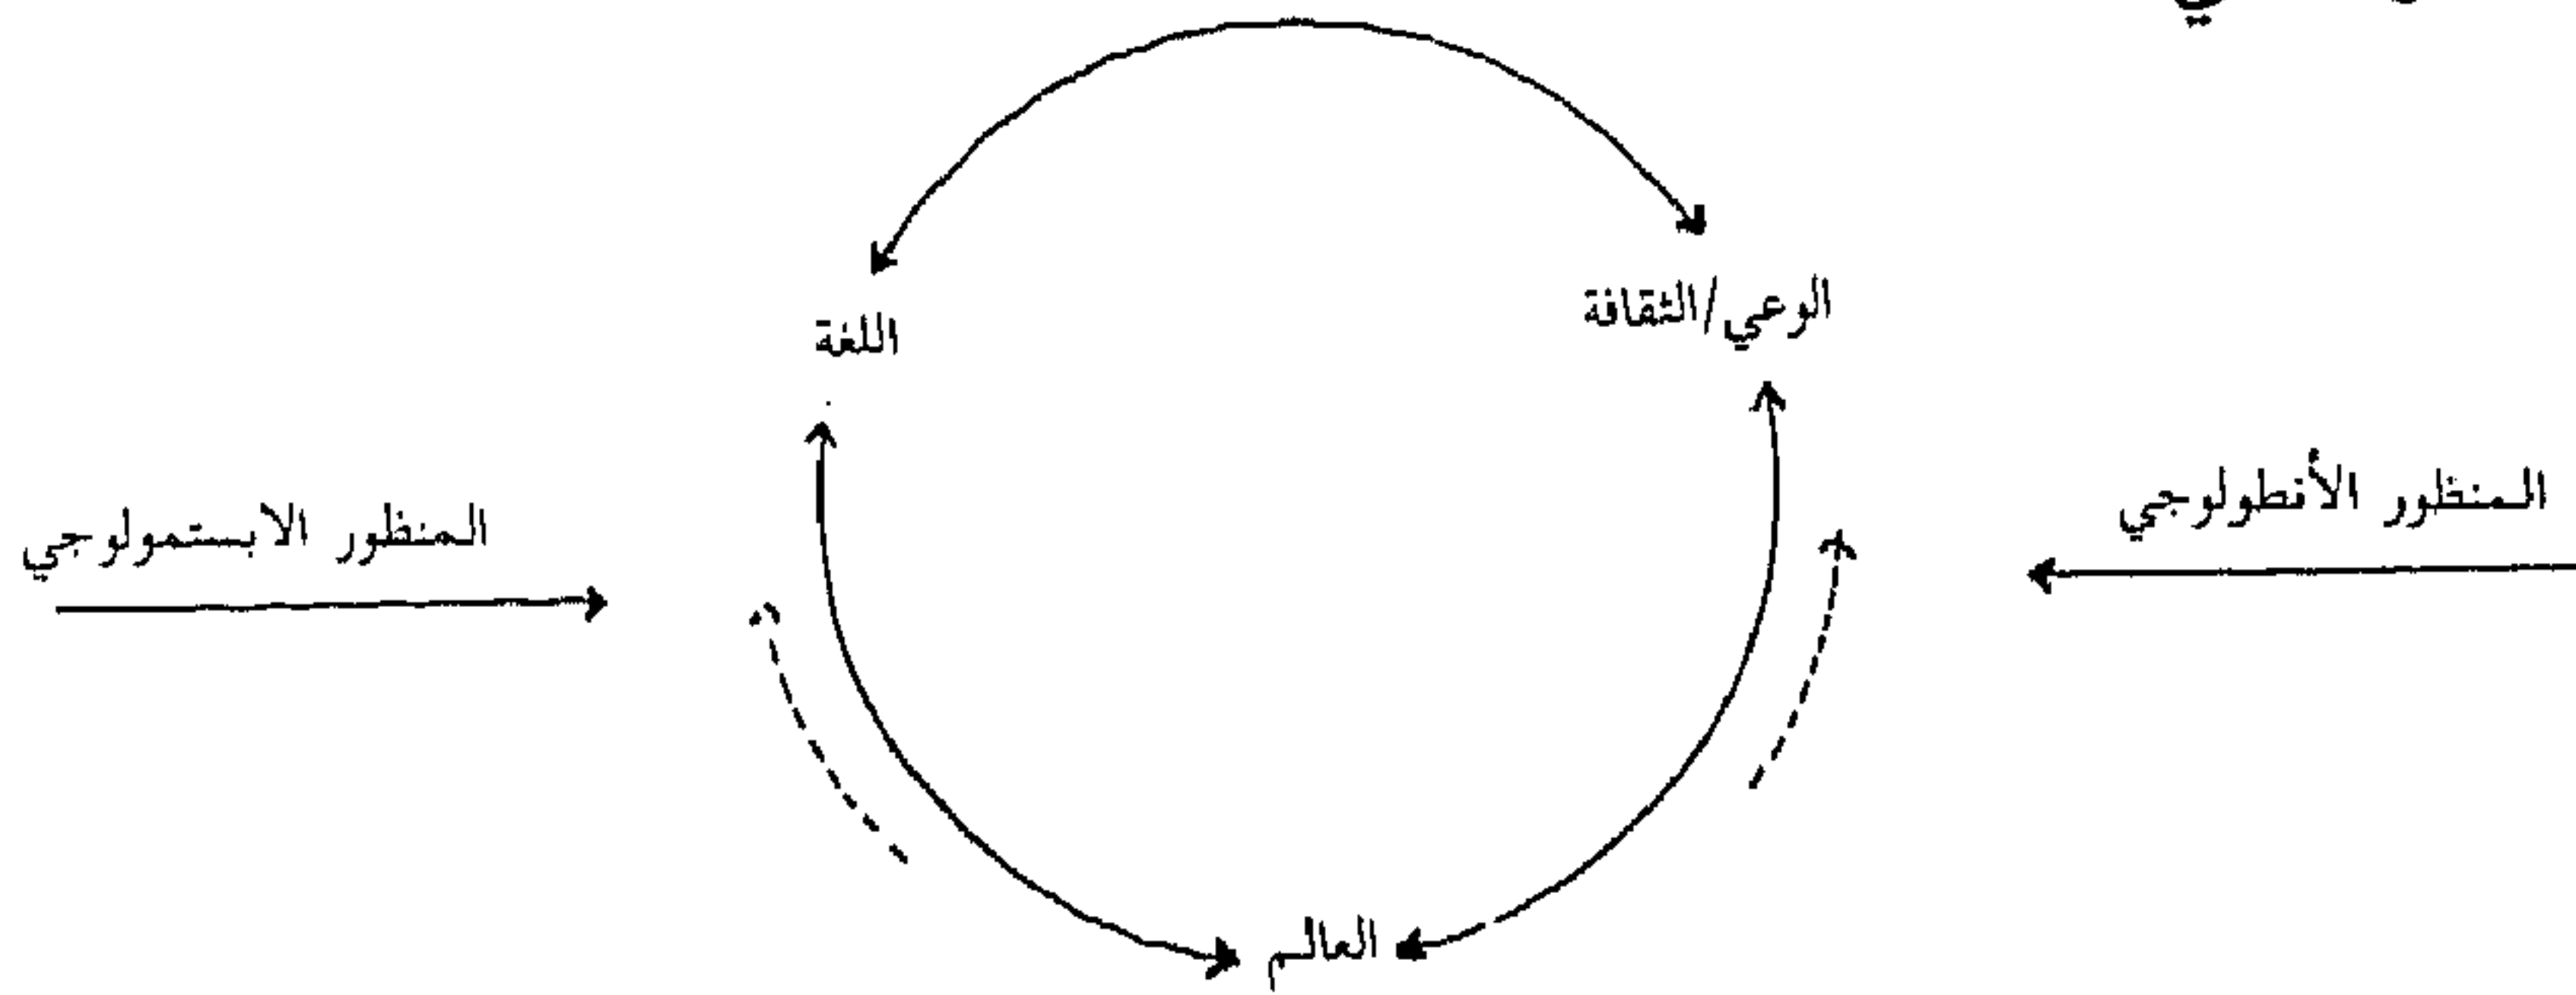 الوعي/الثقافة
اللغة
المنظور الأنطولوجي
المنظور الابستمولوجي
العالم